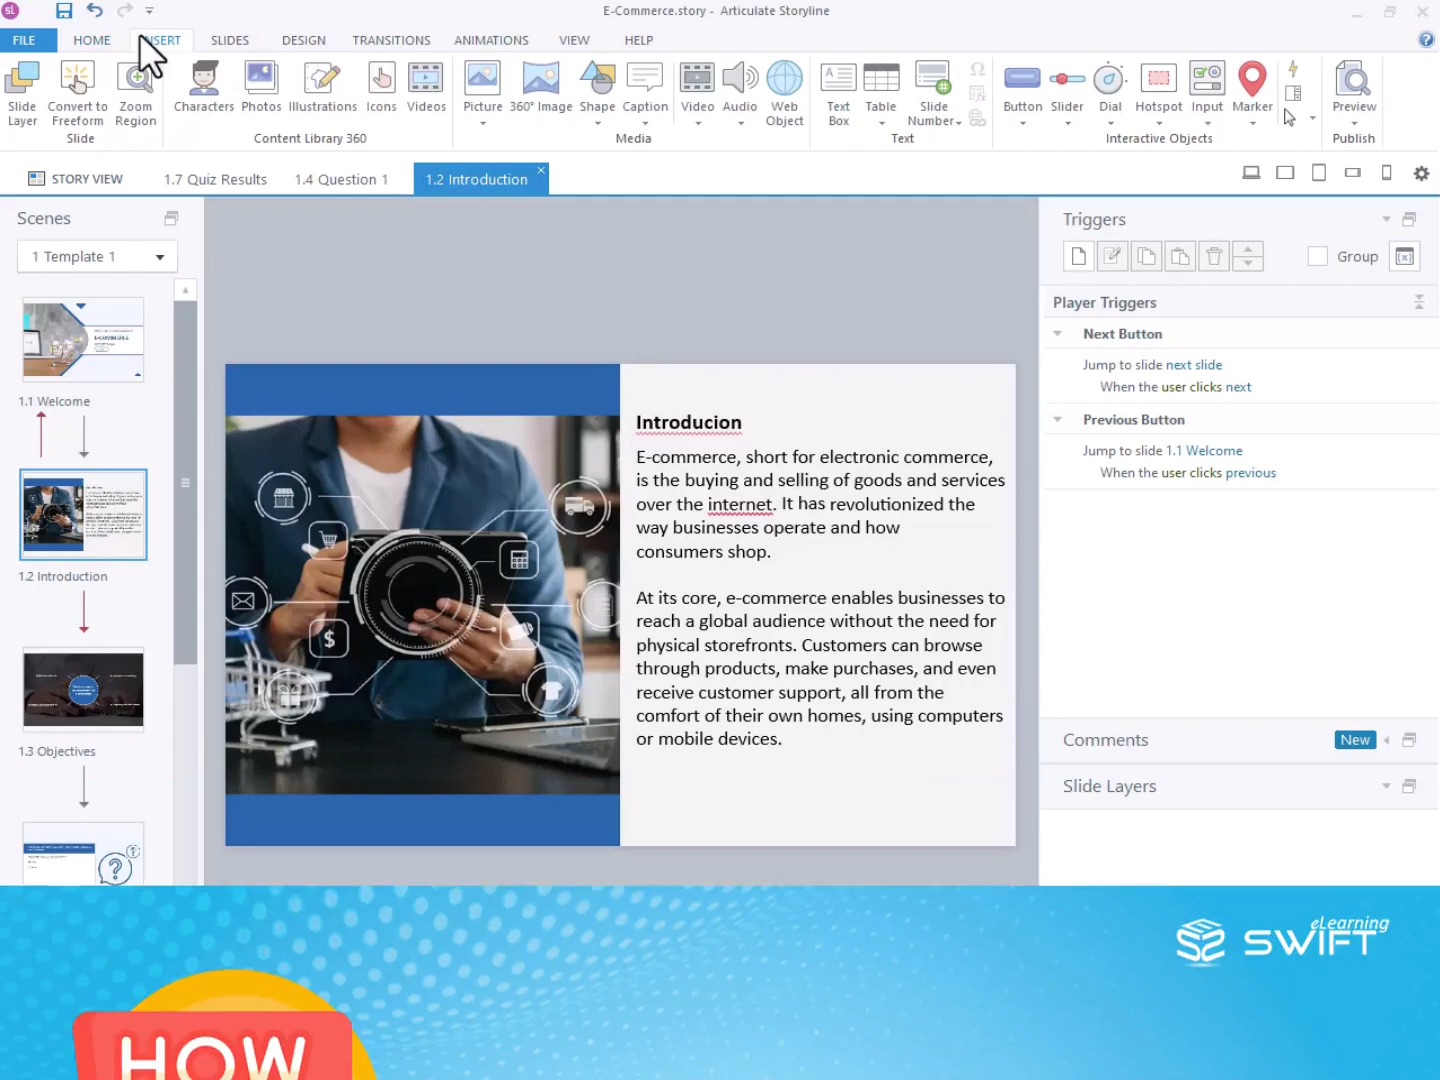 sl
E-Commerce.story - Articulate Storyline
FILE
HOME
INSERT
SLIDES
DESIGN
TRANSITIONS
ANIMATIONS
VIEW
HELP
Slide Layer
Convert to Freeform
Zoom Region
Characters
Photos
Illustrations
Icons
Videos
Picture
360° Image
Shape
Caption
Video
Audio
Web Object
Text Box
Table
Slide Number
Button
Slider
Dial
Hotspot
Input
Marker
Preview
Slide
Content Library 360
Media
Text
Interactive Objects
Publish
STORY VIEW
1.7 Quiz Results
1.4 Question 1
1.2 Introduction
Scenes
1 Template 1
E-COMMERCE
1.1 Welcome
1.2 Introduction
1.3 Objectives
Introducion
E-commerce, short for electronic commerce,
is the buying and selling of goods and services
over the internet. It has revolutionized the
way businesses operate and how
consumers shop.
At its core, e-commerce enables businesses to
reach a global audience without the need for
physical storefronts. Customers can browse
through products, make purchases, and even
receive customer support, all from the
comfort of their own homes, using computers
or mobile devices.
Triggers
Group
Player Triggers
Next Button
Jump to slide next slide
When the user clicks next
Previous Button
Jump to slide 1.1 Welcome
When the user clicks previous
Comments
New
Slide Layers
eLearning
SWIFT
HOW